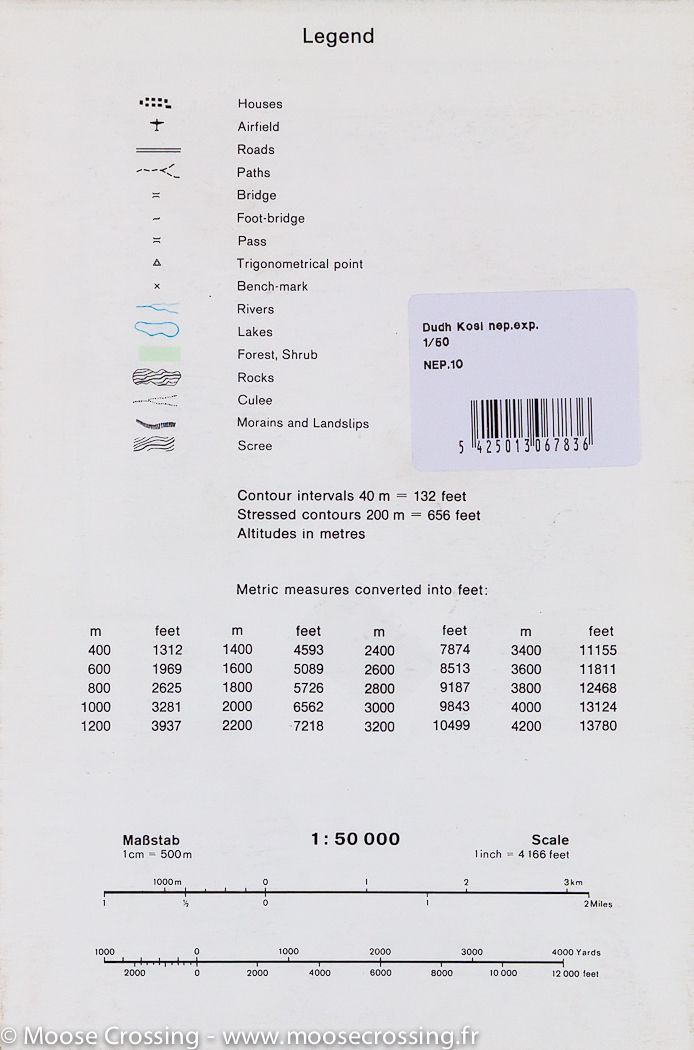 Legend
Houses
Airfield
Roads
Paths
Bridge
Foot-bridge
Pass
Trigonometrical point
Bench-mark
Rivers
Lakes
Forest, Shrub
Rocks
Culee
Morains and Landslips
Scree
Dudh Kosi nep.exp.
1/50
NEP.10
5 425013 067836
Contour intervals 40 m = 132 feet
Stressed contours 200 m = 656 feet
Altitudes in metres
Metric measures converted into feet:
m feet m feet m feet m feet
400 1312 1400 4593 2400 7874 3400 11155
600 1969 1600 5089 2600 8513 3600 11811
800 2625 1800 5726 2800 9187 3800 12468
1000 3281 2000 6562 3000 9843 4000 13124
1200 3937 2200 7218 3200 10499 4200 13780
Maßstab 1:50 000 Scale
1cm = 500m 1inch = 4166 feet
1000m 0 1 2 3km
1 ½ 0 1 2Miles
1000 0 1000 2000 3000 4000 Yards
2000 0 2000 4000 6000 8000 10 000 12 000 feet
© Moose Crossing - www.moosecrossing.fr